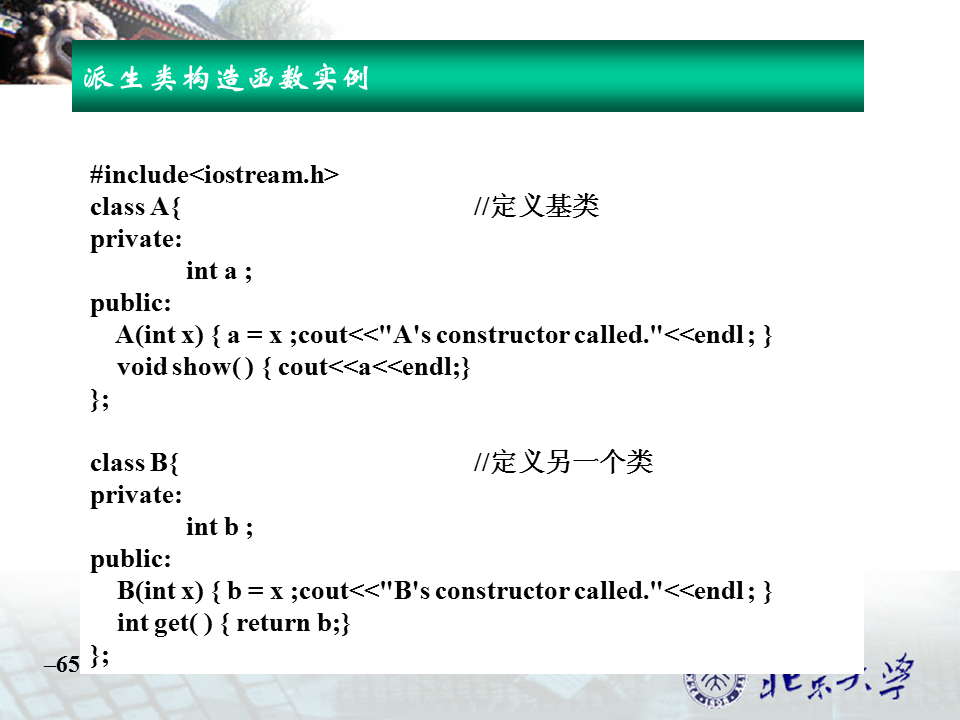 派生类构造函数实例
#include<iostream.h>
class A{ //定义基类
private:
int a ;
public:
A(int x) { a = x ;cout<<"A's constructor called."<<endl ; }
void show( ) { cout<<a<<endl;}
};
class B{ //定义另一个类
private:
int b ;
public:
B(int x) { b = x ;cout<<"B's constructor called."<<endl ; }
int get( ) { return b;}
};
–65
北京大学